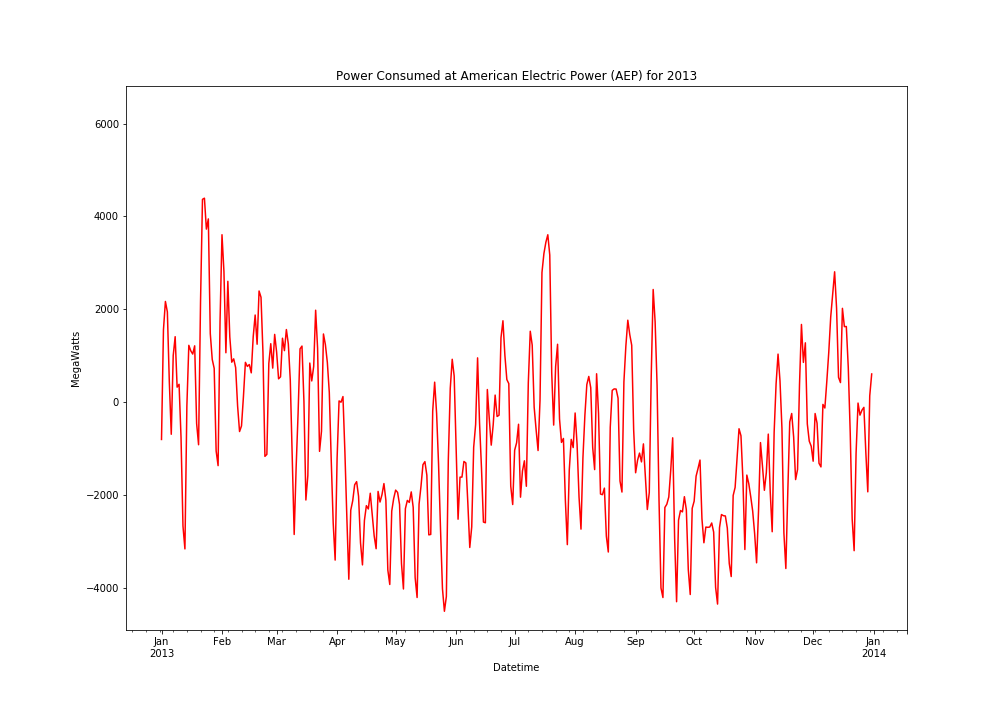 Power Consumed at American Electric Power (AEP) for 2013
MegaWatts
6000
4000
2000
0
−2000
−4000
Jan Feb Mar Apr May Jun Jul Aug Sep Oct Nov Dec Jan
2013 2014
Datetime